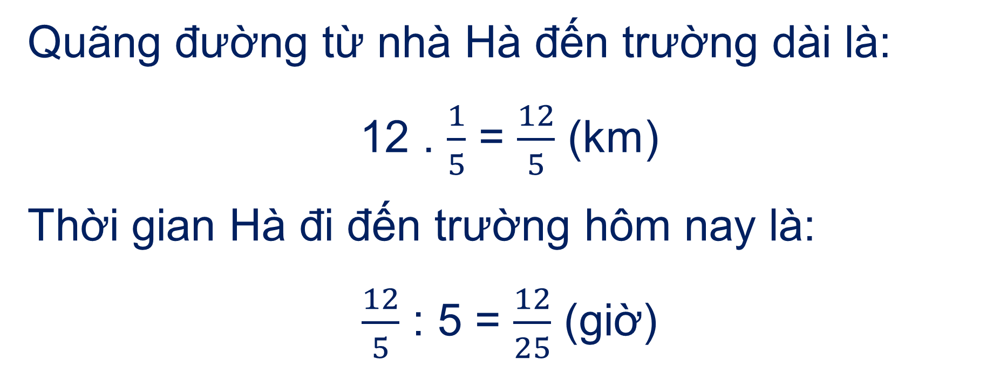 Quãng đường từ nhà Hà đến trường dài là:
12 . 1/5 = 12/5 (km)
Thời gian Hà đi đến trường hôm nay là:
12/5 : 5 = 12/25 (giờ)